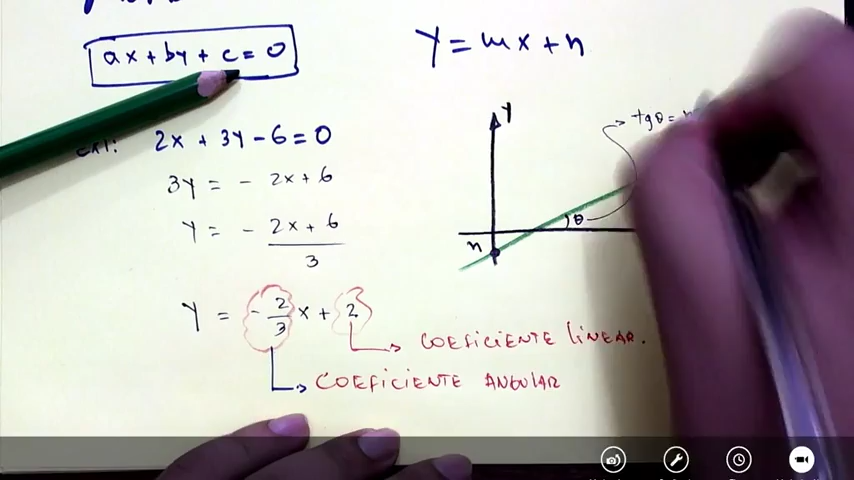 ax + by + c = 0
y = mx + n
2x + 3y - 6 = 0
3y = - 2x + 6
y = - 2x + 6
3
y = - 2/3 x + 2
COEFICIENTE LINEAR.
COEFICIENTE ANGULAR
y
tgθ =
θ
n